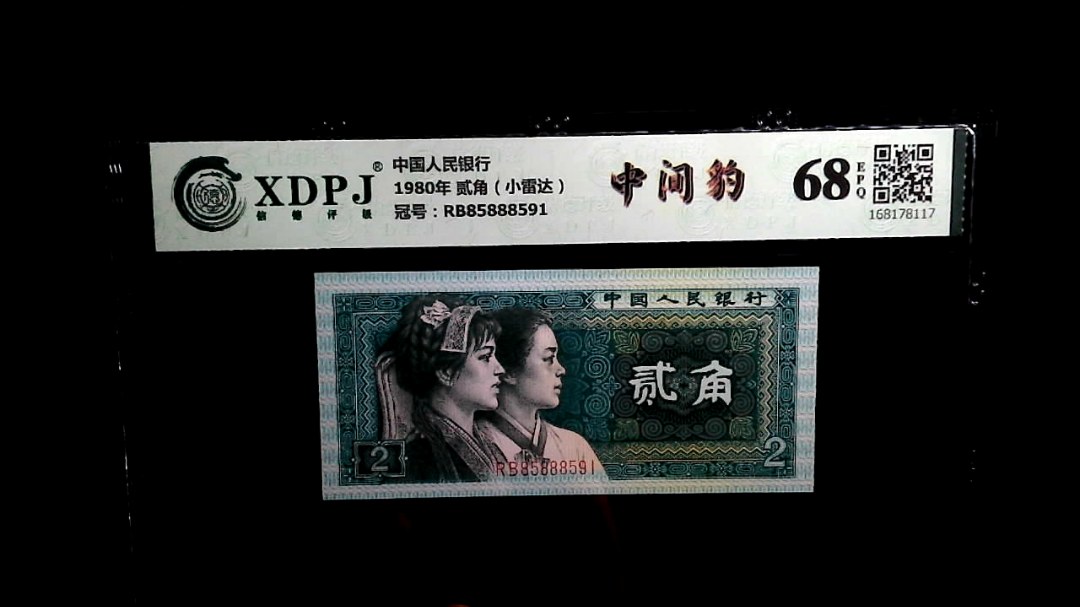 XDPJ®
信德评级
中国人民银行
1980年 贰角（小雷达）
冠号：RB85888591
中间豹
68
EPQ
168178117
中国人民银行
贰角
2
RB85888591
2